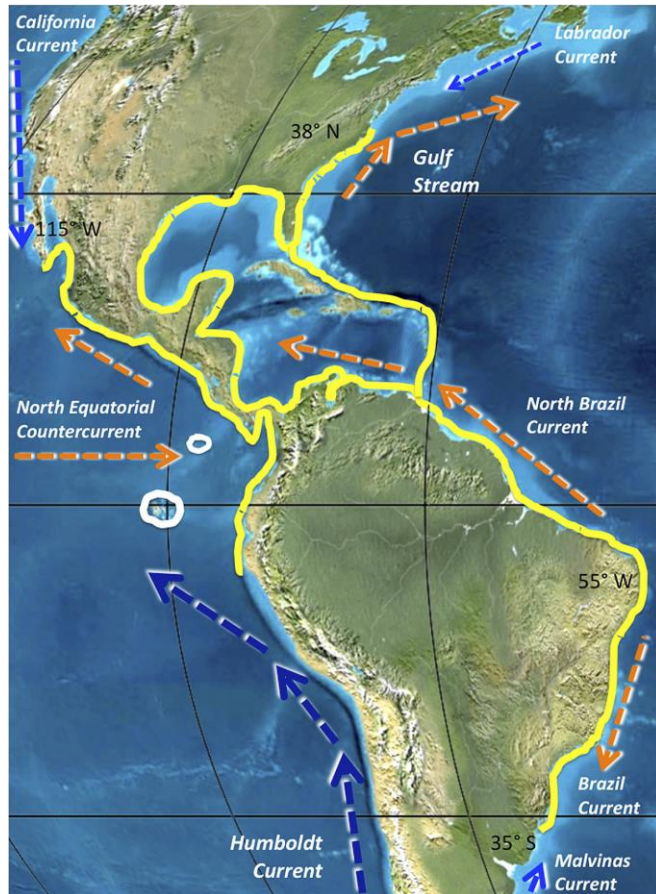 California
Current
Labrador
Current
38° N
Gulf
Stream
115° W
North Equatorial
Countercurrent
North Brazil
Current
55° W
Brazil
Current
35° S
Humboldt
Current
Malvinas
Current